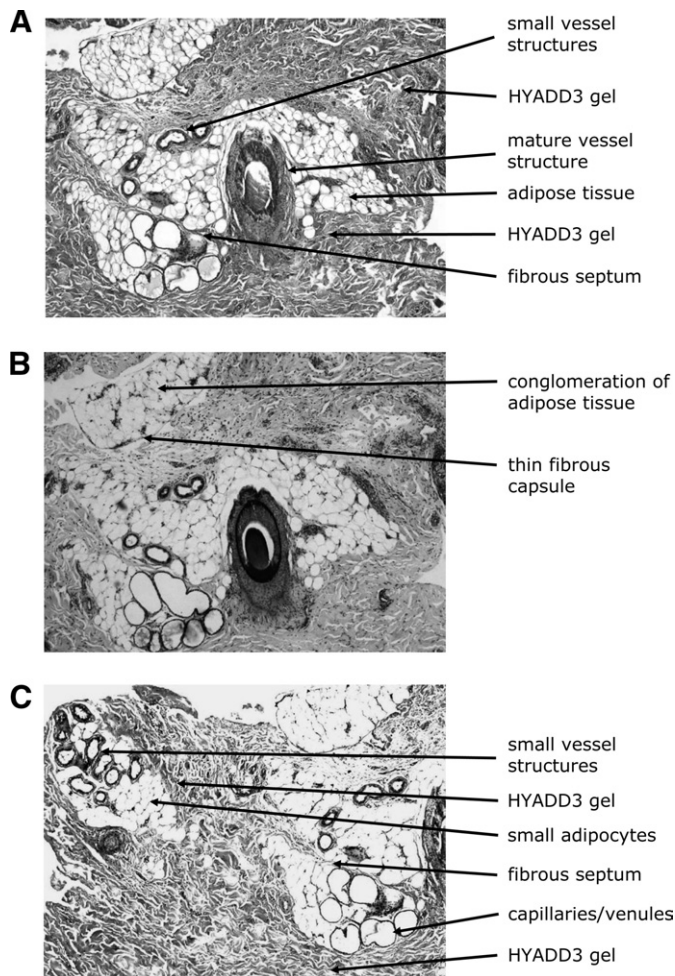 A
small vessel
structures
HYADD3 gel
mature vessel
structure
adipose tissue
HYADD3 gel
fibrous septum
B
conglomeration of
adipose tissue
thin fibrous
capsule
C
small vessel
structures
HYADD3 gel
small adipocytes
fibrous septum
capillaries/venules
HYADD3 gel